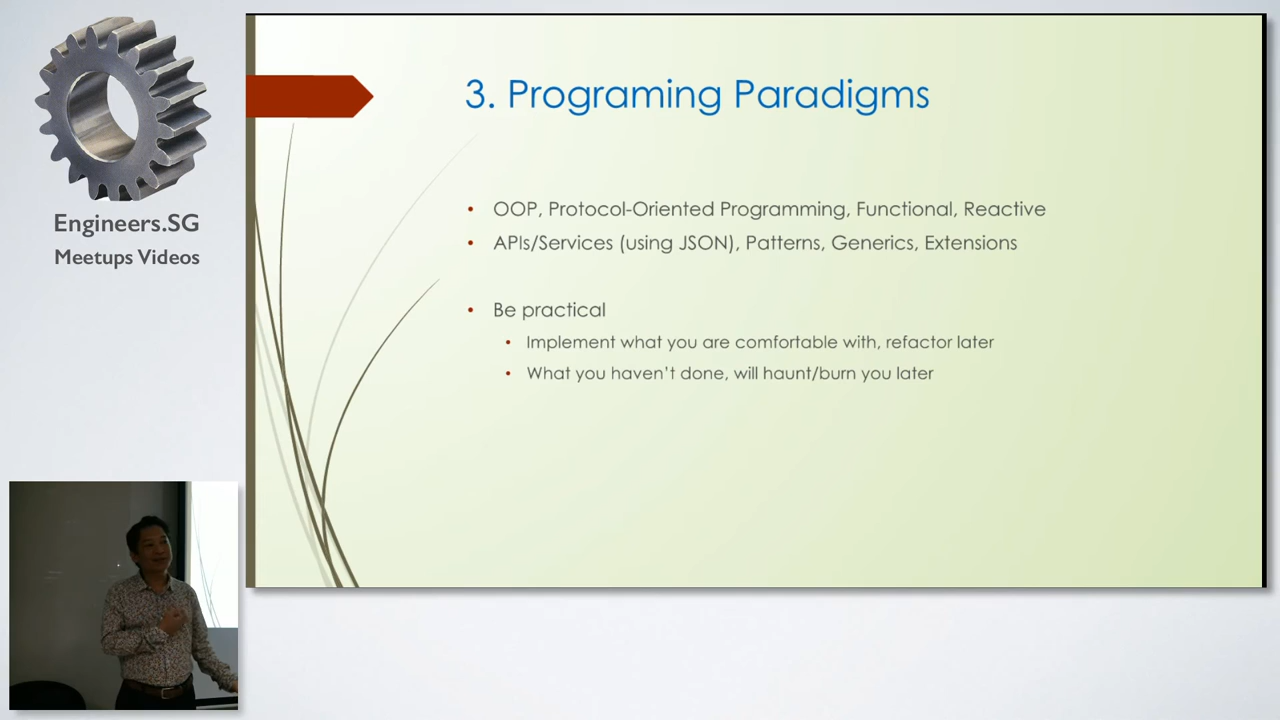 Engineers.SG
Meetups Videos
3. Programing Paradigms
• OOP, Protocol-Oriented Programming, Functional, Reactive
• APIs/Services (using JSON), Patterns, Generics, Extensions
• Be practical
• Implement what you are comfortable with, refactor later
• What you haven't done, will haunt/burn you later